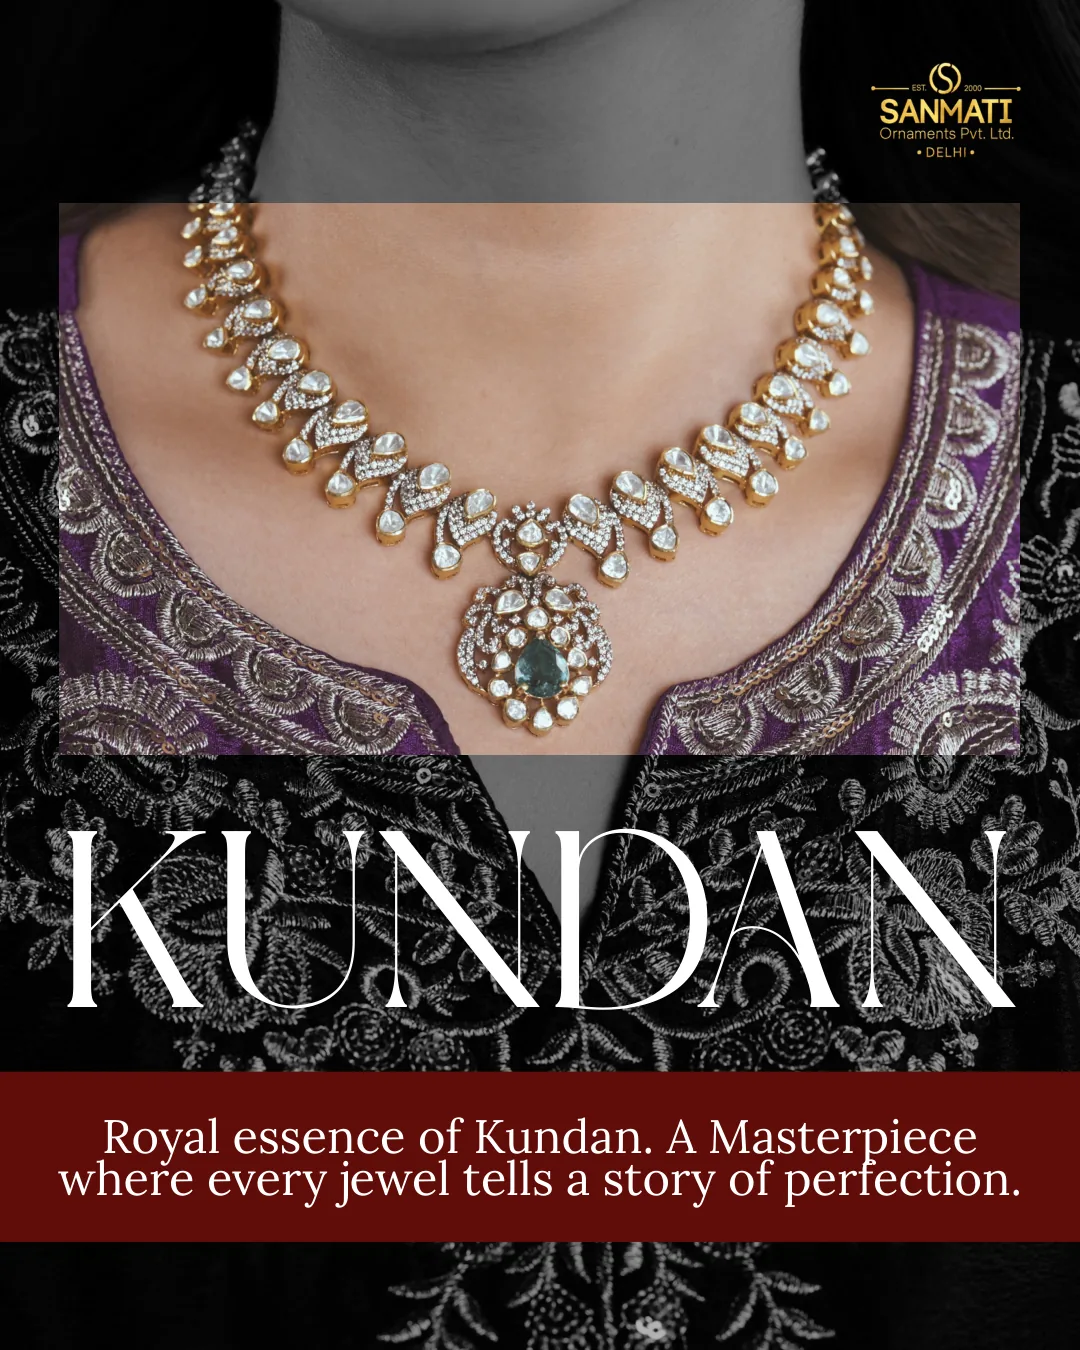 EST. 2000
SANMATI
Ornaments Pvt. Ltd.
• DELHI •
KUNDAN
Royal essence of Kundan. A Masterpiece
where every jewel tells a story of perfection.